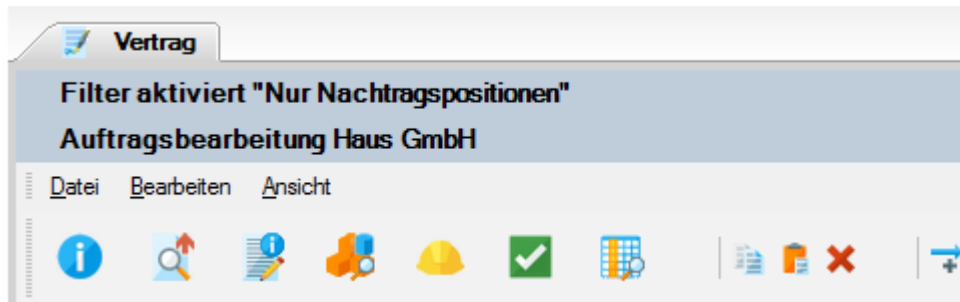 Vertrag
Filter aktiviert "Nur Nachtragspositionen"
Auftragsbearbeitung Haus GmbH
Datei Bearbeiten Ansicht